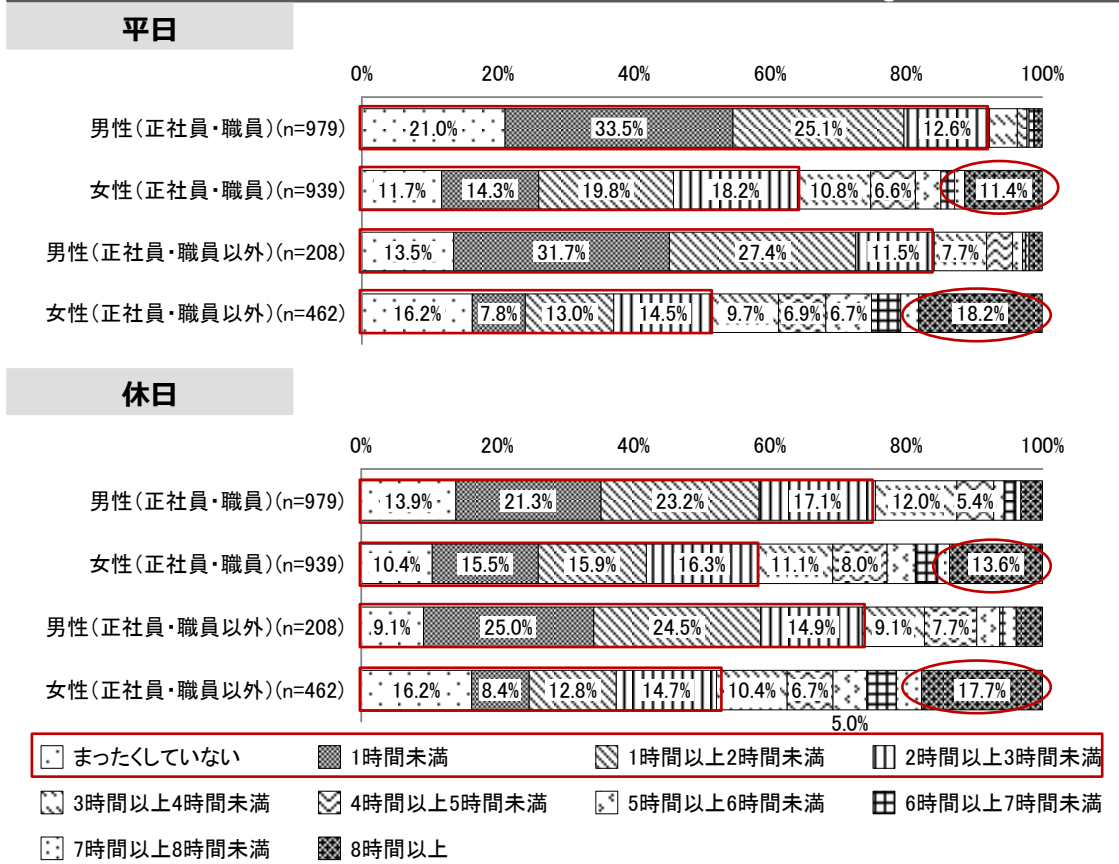 平日
0% 20% 40% 60% 80% 100%
男性(正社員・職員)(n=979) 21.0% 33.5% 25.1% 12.6%
女性(正社員・職員)(n=939) 11.7% 14.3% 19.8% 18.2% 10.8% 6.6% 11.4%
男性(正社員・職員以外)(n=208) 13.5% 31.7% 27.4% 11.5% 7.7%
女性(正社員・職員以外)(n=462) 16.2% 7.8% 13.0% 14.5% 9.7% 6.9% 6.7% 18.2%
休日
0% 20% 40% 60% 80% 100%
男性(正社員・職員)(n=979) 13.9% 21.3% 23.2% 17.1% 12.0% 5.4%
女性(正社員・職員)(n=939) 10.4% 15.5% 15.9% 16.3% 11.1% 8.0% 13.6%
男性(正社員・職員以外)(n=208) 9.1% 25.0% 24.5% 14.9% 9.1% 7.7%
女性(正社員・職員以外)(n=462) 16.2% 8.4% 12.8% 14.7% 10.4% 6.7% 17.7%
5.0%
まったくしていない 1時間未満 1時間以上2時間未満 2時間以上3時間未満
3時間以上4時間未満 4時間以上5時間未満 5時間以上6時間未満 6時間以上7時間未満
7時間以上8時間未満 8時間以上